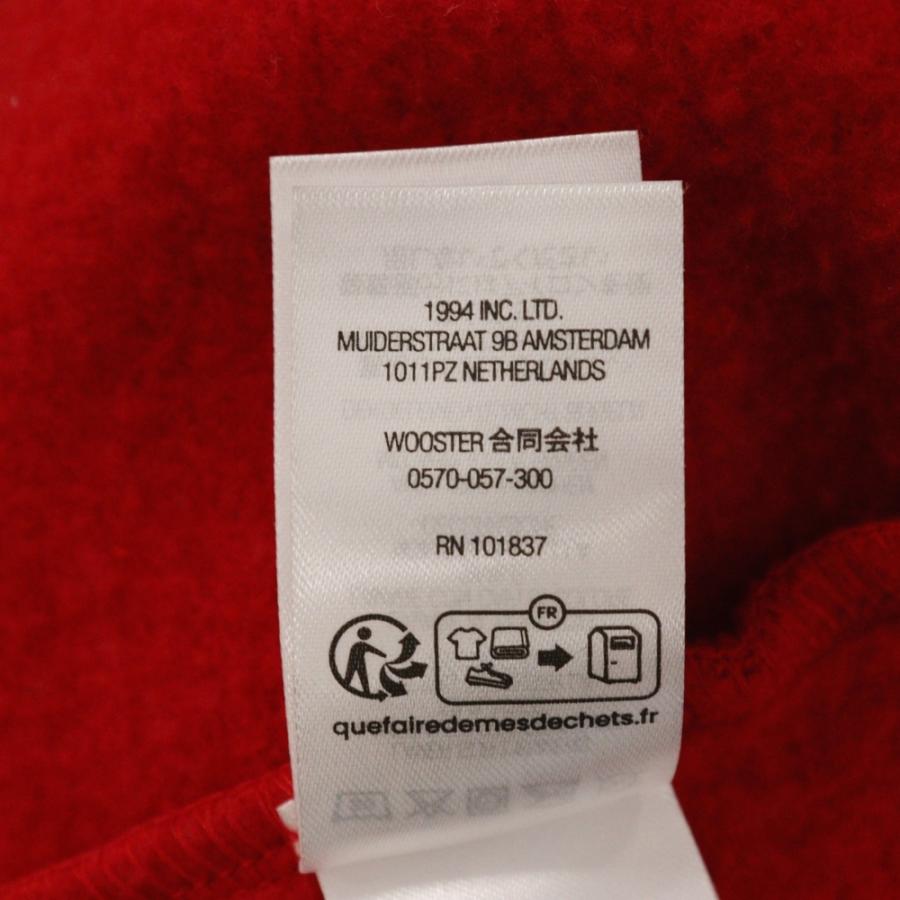 1994 INC. LTD.
MUIDERSTRAAT 9B AMSTERDAM
1011PZ NETHERLANDS
WOOSTER 合同会社
0570-057-300
RN 101837
FR
quefairedemesdechets.fr